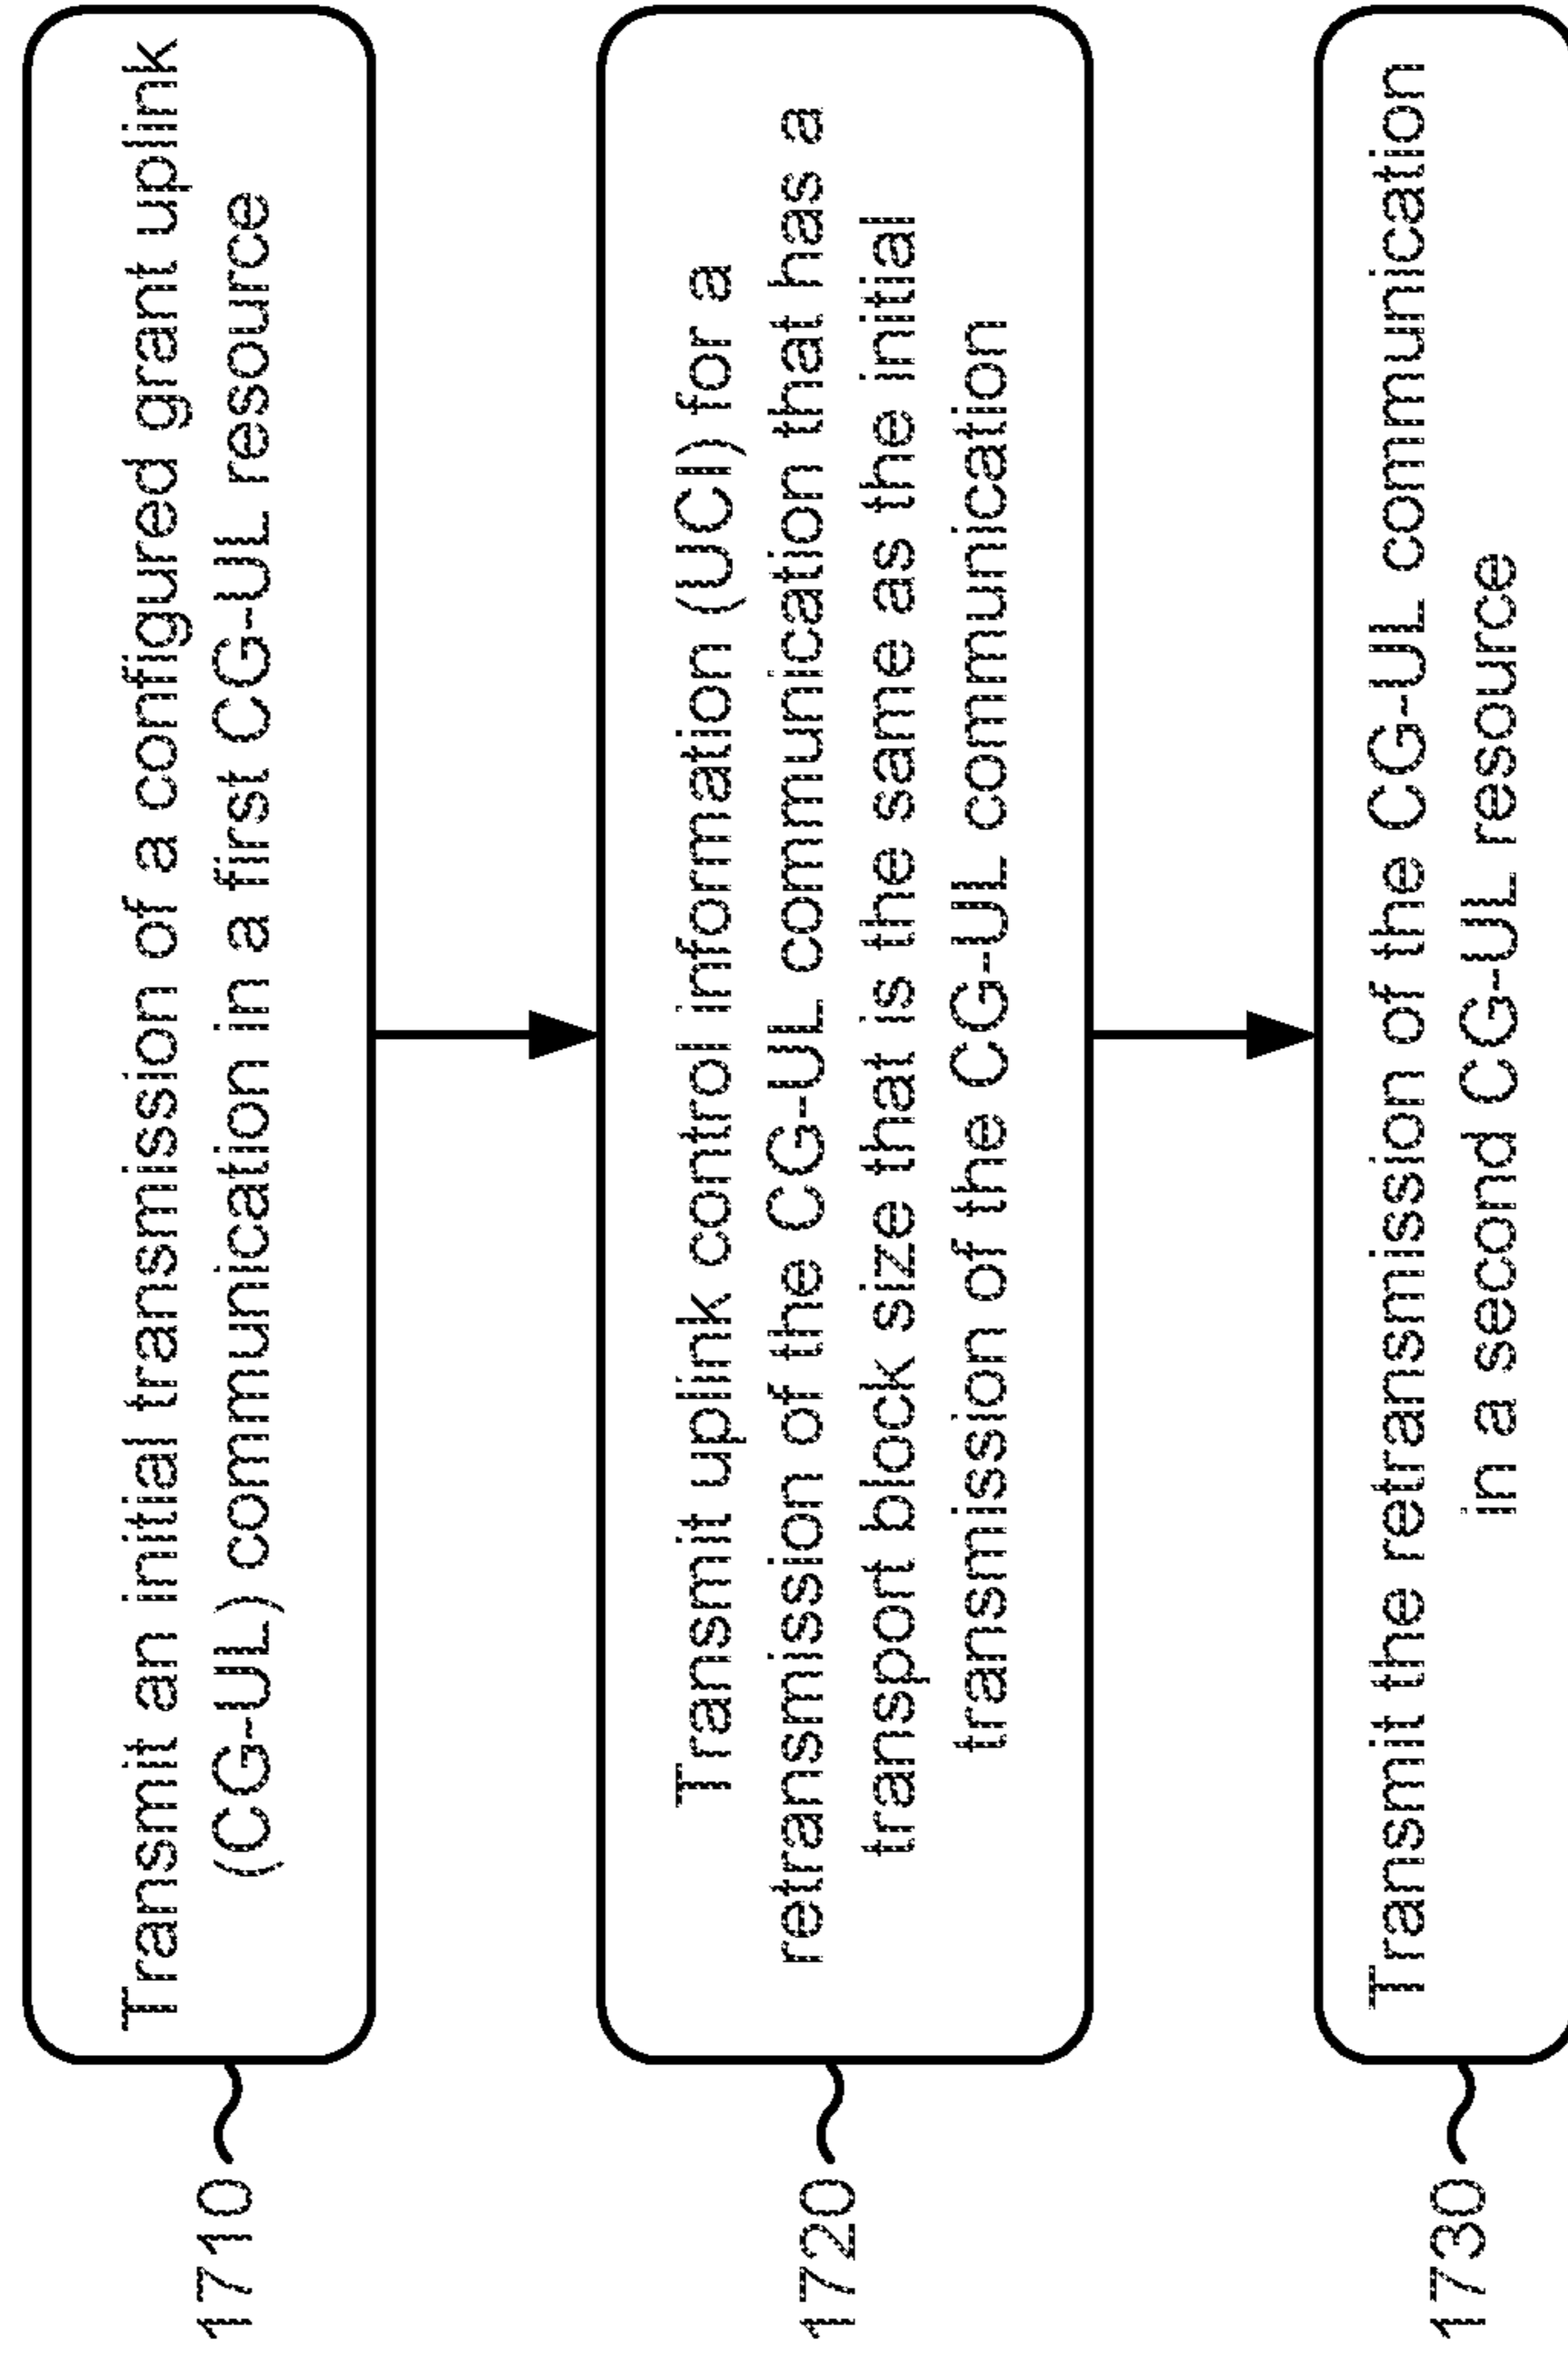 1710
Transmit an initial transmission of a configured grant uplink
(CG-UL) communication in a first CG-UL resource
1720
Transmit uplink control information (UCI) for a
retransmission of the CG-UL communication that has a
transport block size that is the same as the initial
transmission of the CG-UL communication
1730
Transmit the retransmission of the CG-UL communication
in a second CG-UL resource